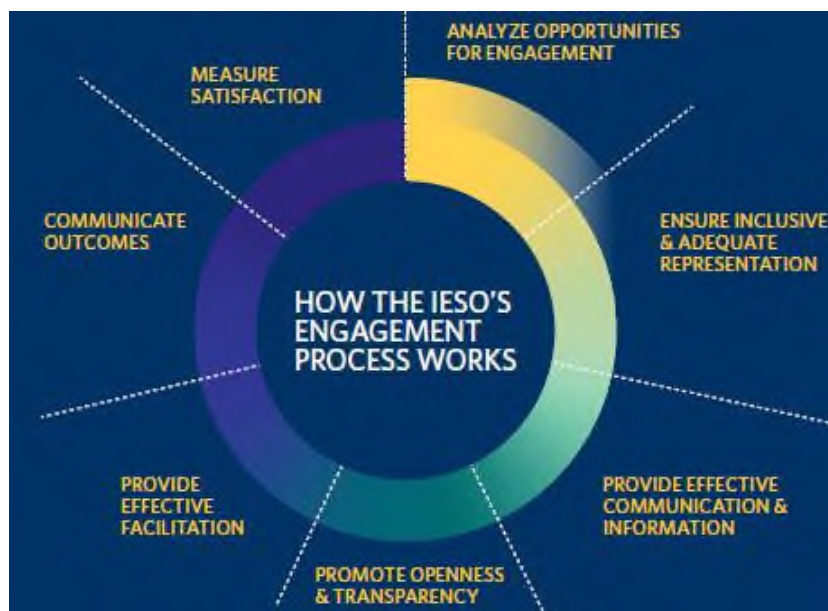 ANALYZE OPPORTUNITIES
FOR ENGAGEMENT
MEASURE
SATISFACTION
COMMUNICATE
OUTCOMES
ENSURE INCLUSIVE
& ADEQUATE
REPRESENTATION
HOW THE IESO'S
ENGAGEMENT
PROCESS WORKS
PROVIDE
EFFECTIVE
FACILITATION
PROVIDE EFFECTIVE
COMMUNICATION &
INFORMATION
PROMOTE OPENNESS
& TRANSPARENCY